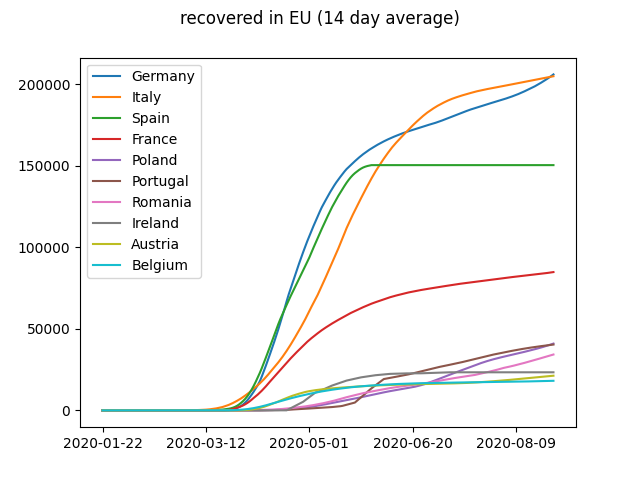 recovered in EU (14 day average)
200000
150000
100000
50000
0
Germany
Italy
Spain
France
Poland
Portugal
Romania
Ireland
Austria
Belgium
2020-01-22 2020-03-12 2020-05-01 2020-06-20 2020-08-09